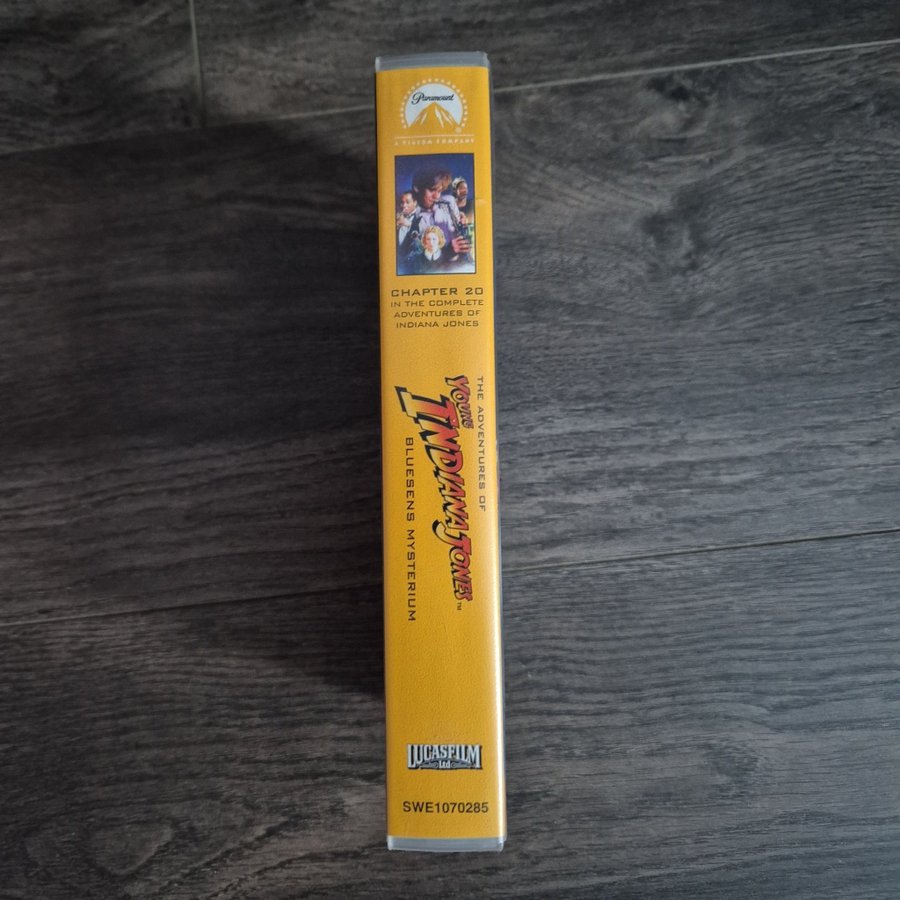 Paramount
A VIACOM COMPANY
CHAPTER 20
IN THE COMPLETE
ADVENTURES OF
INDIANA JONES
THE ADVENTURES OF
YOUNG
INDIANA JONES™
BLUESENS MYSTERIUM
LUCASFILM
Ltd
SWE1070285